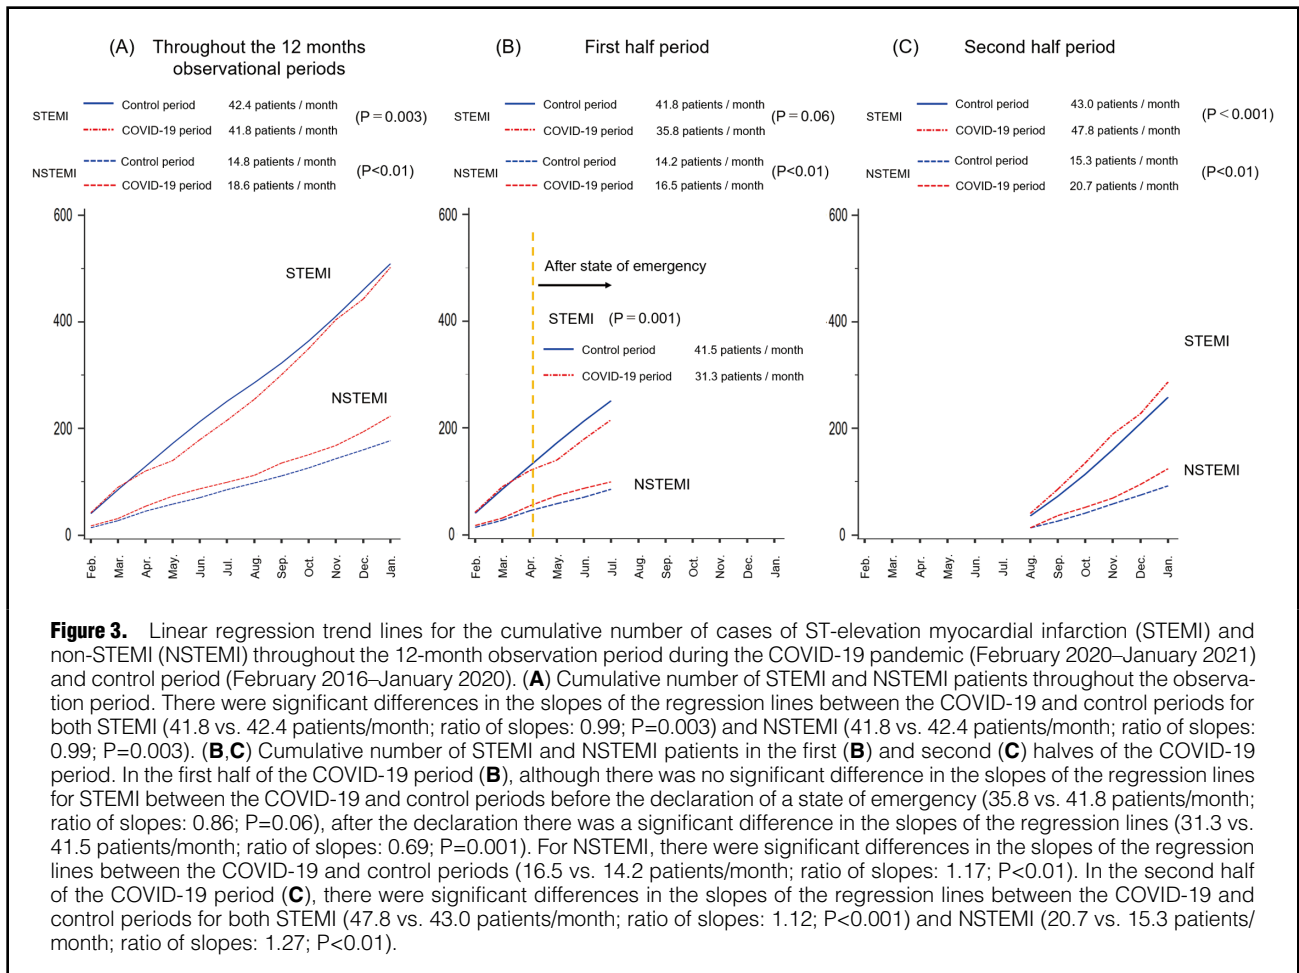 (A) Throughout the 12 months
observational periods
STEMI
Control period 42.4 patients / month
COVID-19 period 41.8 patients / month
(P = 0.003)
NSTEMI
Control period 14.8 patients / month
COVID-19 period 18.6 patients / month
(P<0.01)
600
400
200
0
STEMI
NSTEMI
Feb. Mar. Apr. May. Jun. Jul. Aug. Sep. Oct. Nov. Dec. Jan.
(B) First half period
STEMI
Control period 41.8 patients / month
COVID-19 period 35.8 patients / month
(P = 0.06)
NSTEMI
Control period 14.2 patients / month
COVID-19 period 16.5 patients / month
(P<0.01)
600
400
200
0
After state of emergency
STEMI (P = 0.001)
Control period 41.5 patients / month
COVID-19 period 31.3 patients / month
NSTEMI
Feb. Mar. Apr. May. Jun. Jul. Aug. Sep. Oct. Nov. Dec. Jan.
(C) Second half period
STEMI
Control period 43.0 patients / month
COVID-19 period 47.8 patients / month
(P < 0.001)
NSTEMI
Control period 15.3 patients / month
COVID-19 period 20.7 patients / month
(P<0.01)
600
400
200
0
STEMI
NSTEMI
Feb. Mar. Apr. May. Jun. Jul. Aug. Sep. Oct. Nov. Dec. Jan.
Figure 3. Linear regression trend lines for the cumulative number of cases of ST-elevation myocardial infarction (STEMI) and
non-STEMI (NSTEMI) throughout the 12-month observation period during the COVID-19 pandemic (February 2020–January 2021)
and control period (February 2016–January 2020). (A) Cumulative number of STEMI and NSTEMI patients throughout the observa-
tion period. There were significant differences in the slopes of the regression lines between the COVID-19 and control periods for
both STEMI (41.8 vs. 42.4 patients/month; ratio of slopes: 0.99; P=0.003) and NSTEMI (41.8 vs. 42.4 patients/month; ratio of slopes:
0.99; P=0.003). (B,C) Cumulative number of STEMI and NSTEMI patients in the first (B) and second (C) halves of the COVID-19
period. In the first half of the COVID-19 period (B), although there was no significant difference in the slopes of the regression lines
for STEMI between the COVID-19 and control periods before the declaration of a state of emergency (35.8 vs. 41.8 patients/month;
ratio of slopes: 0.86; P=0.06), after the declaration there was a significant difference in the slopes of the regression lines (31.3 vs.
41.5 patients/month; ratio of slopes: 0.69; P=0.001). For NSTEMI, there were significant differences in the slopes of the regression
lines between the COVID-19 and control periods (16.5 vs. 14.2 patients/month; ratio of slopes: 1.17; P<0.01). In the second half
of the COVID-19 period (C), there were significant differences in the slopes of the regression lines between the COVID-19 and
control periods for both STEMI (47.8 vs. 43.0 patients/month; ratio of slopes: 1.12; P<0.001) and NSTEMI (20.7 vs. 15.3 patients/
month; ratio of slopes: 1.27; P<0.01).